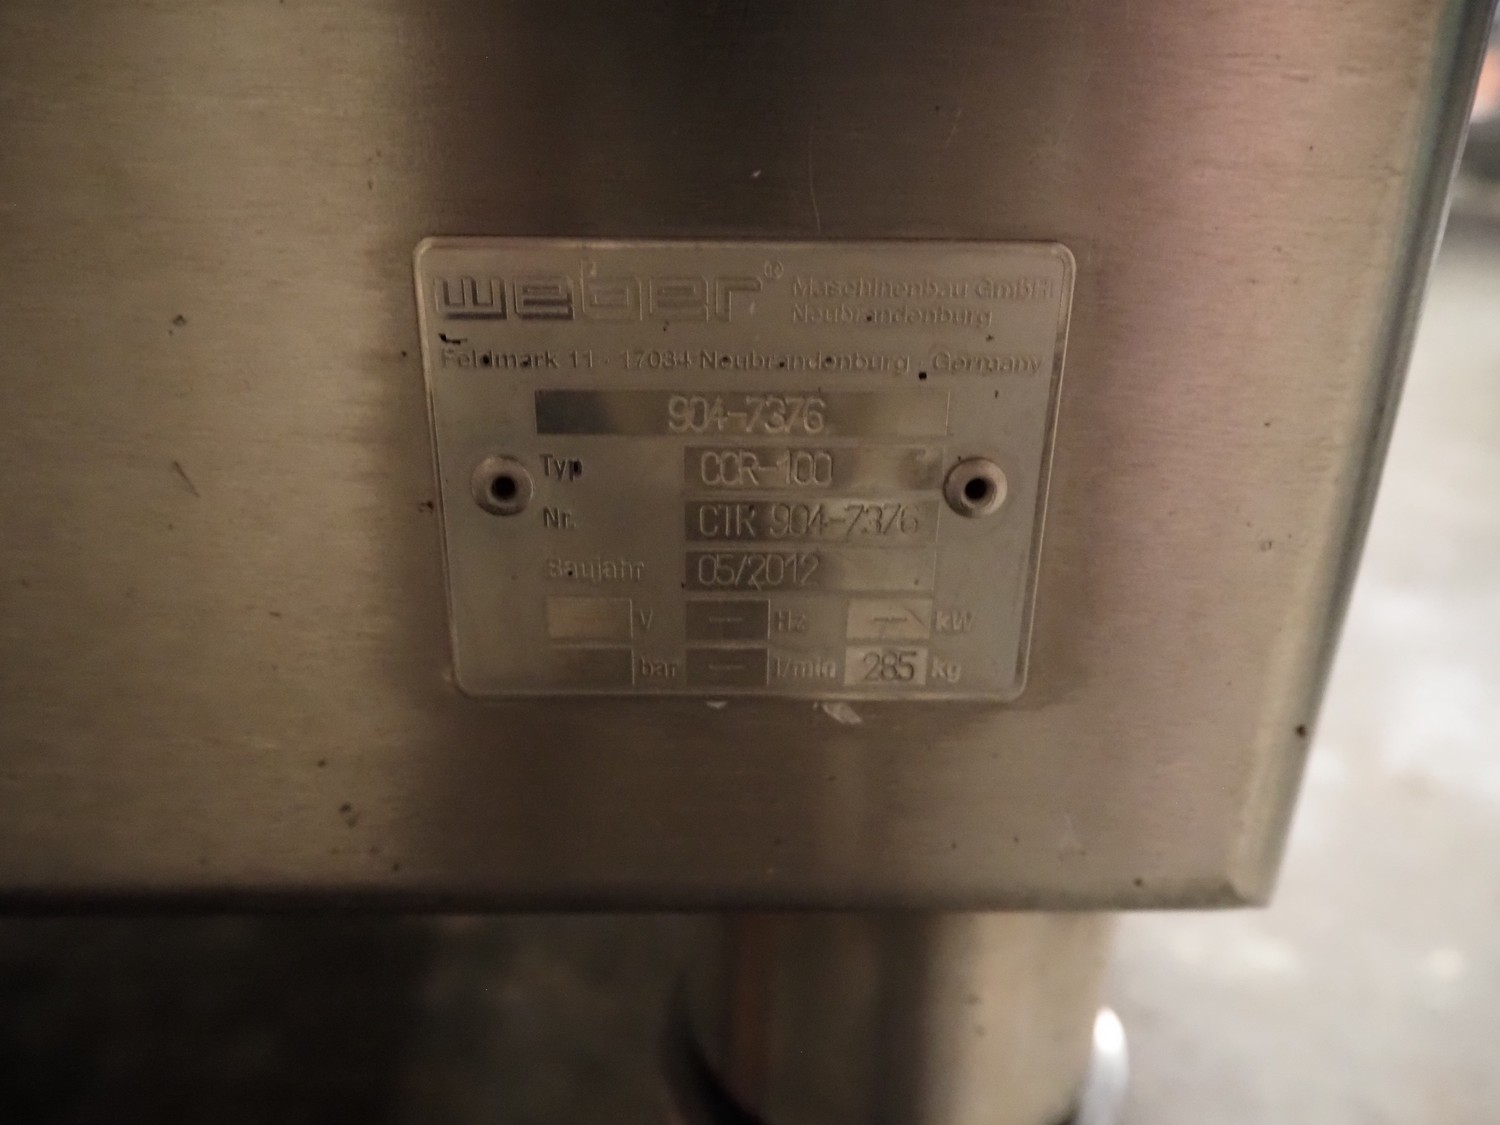 weber® Maschinenbau GmbH
Neubrandenburg
Feldmark 11 · 17034 Neubrandenburg · Germany
904-7376
Typ CCR-100
Nr. CTR 904-7376
Baujahr 05/2012
V — Hz — kW
bar — l/min 285 kg